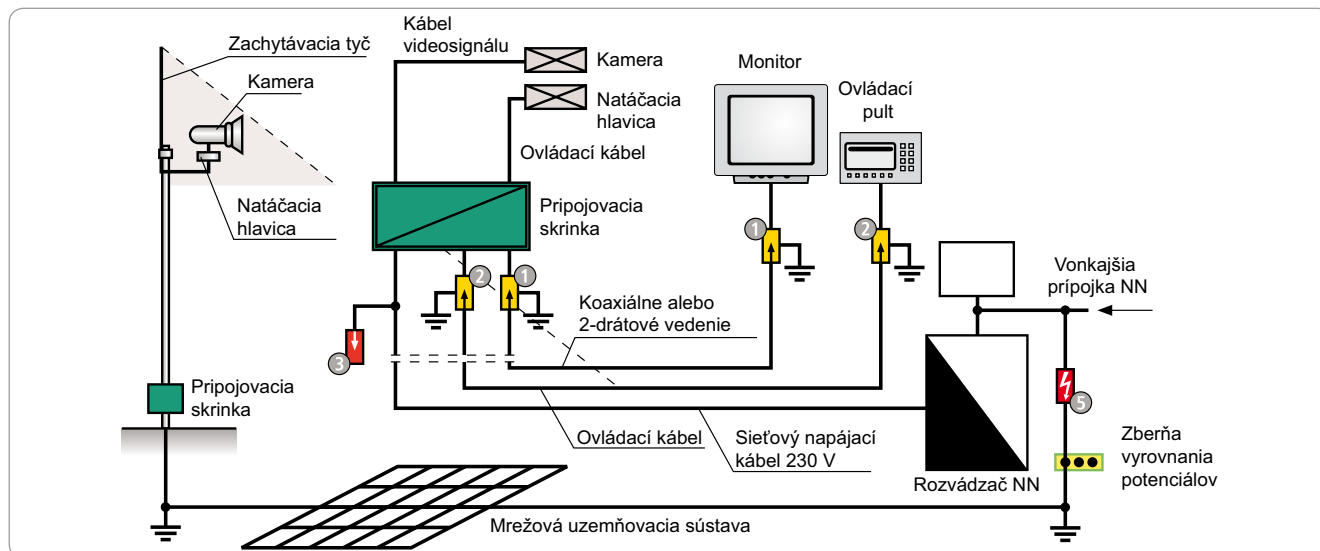 Kábel
videosignálu
Zachytávacia tyč
Kamera
Kamera
Natáčacia
hlavica
Monitor
Ovládací
pult
Ovládací kábel
Natáčacia
hlavica
Pripojovacia
skrinka
1
2
2
1
Vonkajšia
prípojka NN
Koaxiálne alebo
2-drátové vedenie
3
Pripojovacia
skrinka
5
Ovládací kábel
Sieťový napájací
kábel 230 V
Zberňa
vyrovnania
potenciálov
Rozvádzač NN
Mrežová uzemňovacia sústava